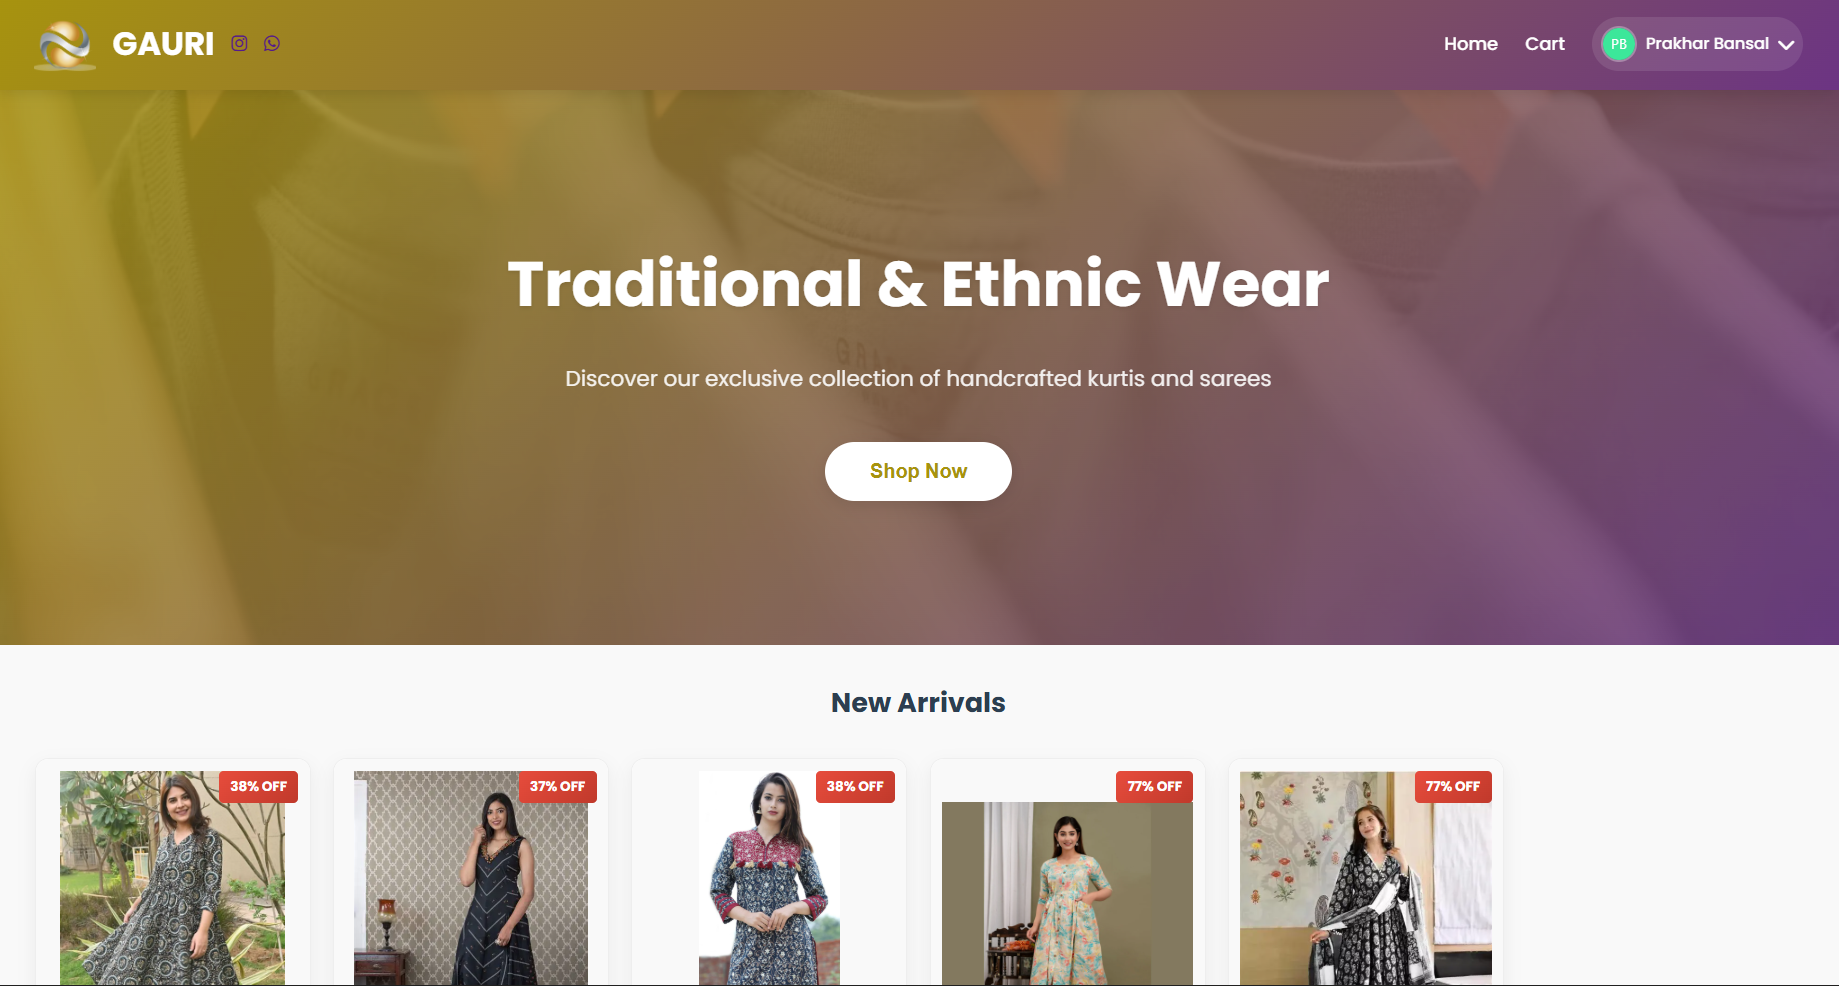 GAURI
Home
Cart
PB
Prakhar Bansal
Traditional & Ethnic Wear
Discover our exclusive collection of handcrafted kurtis and sarees
Shop Now
New Arrivals
38% OFF
37% OFF
38% OFF
77% OFF
77% OFF